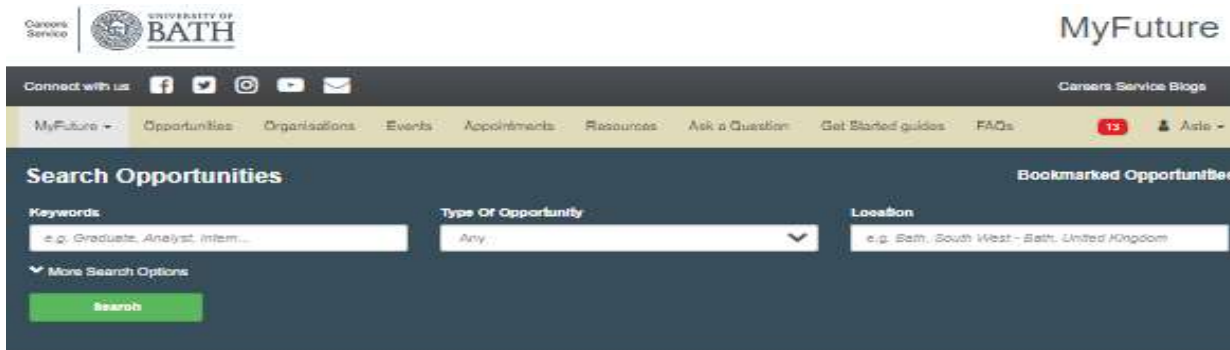 Careers
Service
UNIVERSITY OF
BATH
MyFuture
Connect with us
Careers Service Blogs
MyFuture Opportunities Organisations Events Appointments Resources Ask a Question Get Started guides FAQs 13 Asle
Search Opportunities
Bookmarked Opportunities
Keywords Type Of Opportunity Location
e.g. Graduate, Analyst, Intern... Any e.g. Bath, South West - Bath, United Kingdom
More Search Options
Search